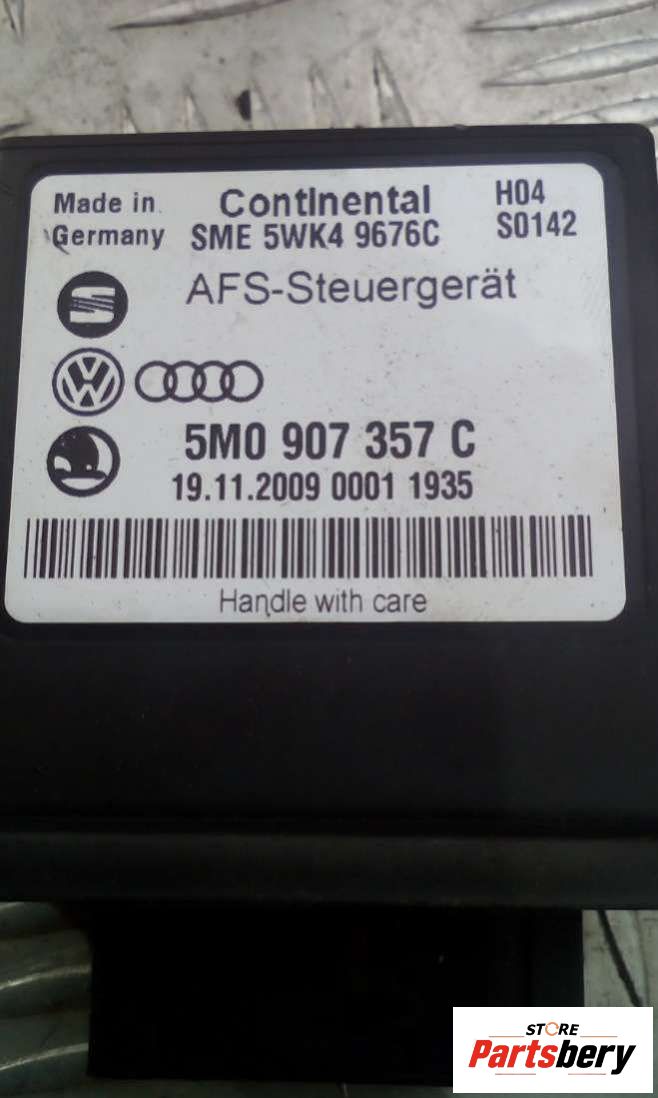 Made in Continental H04
Germany SME 5WK4 9676C S0142
AFS-Steuergerät
5M0 907 357 C
19.11.2009 0001 1935
Handle with care
STORE
Partsbery